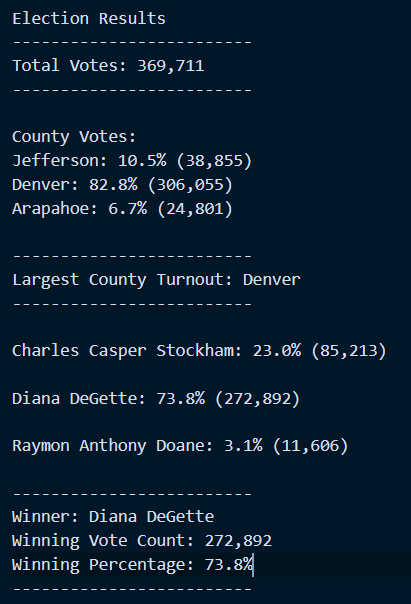 Election Results
-------------------------
Total Votes: 369,711
-------------------------
County Votes:
Jefferson: 10.5% (38,855)
Denver: 82.8% (306,055)
Arapahoe: 6.7% (24,801)
-------------------------
Largest County Turnout: Denver
-------------------------
Charles Casper Stockham: 23.0% (85,213)
Diana DeGette: 73.8% (272,892)
Raymon Anthony Doane: 3.1% (11,606)
-------------------------
Winner: Diana DeGette
Winning Vote Count: 272,892
Winning Percentage: 73.8%
-------------------------